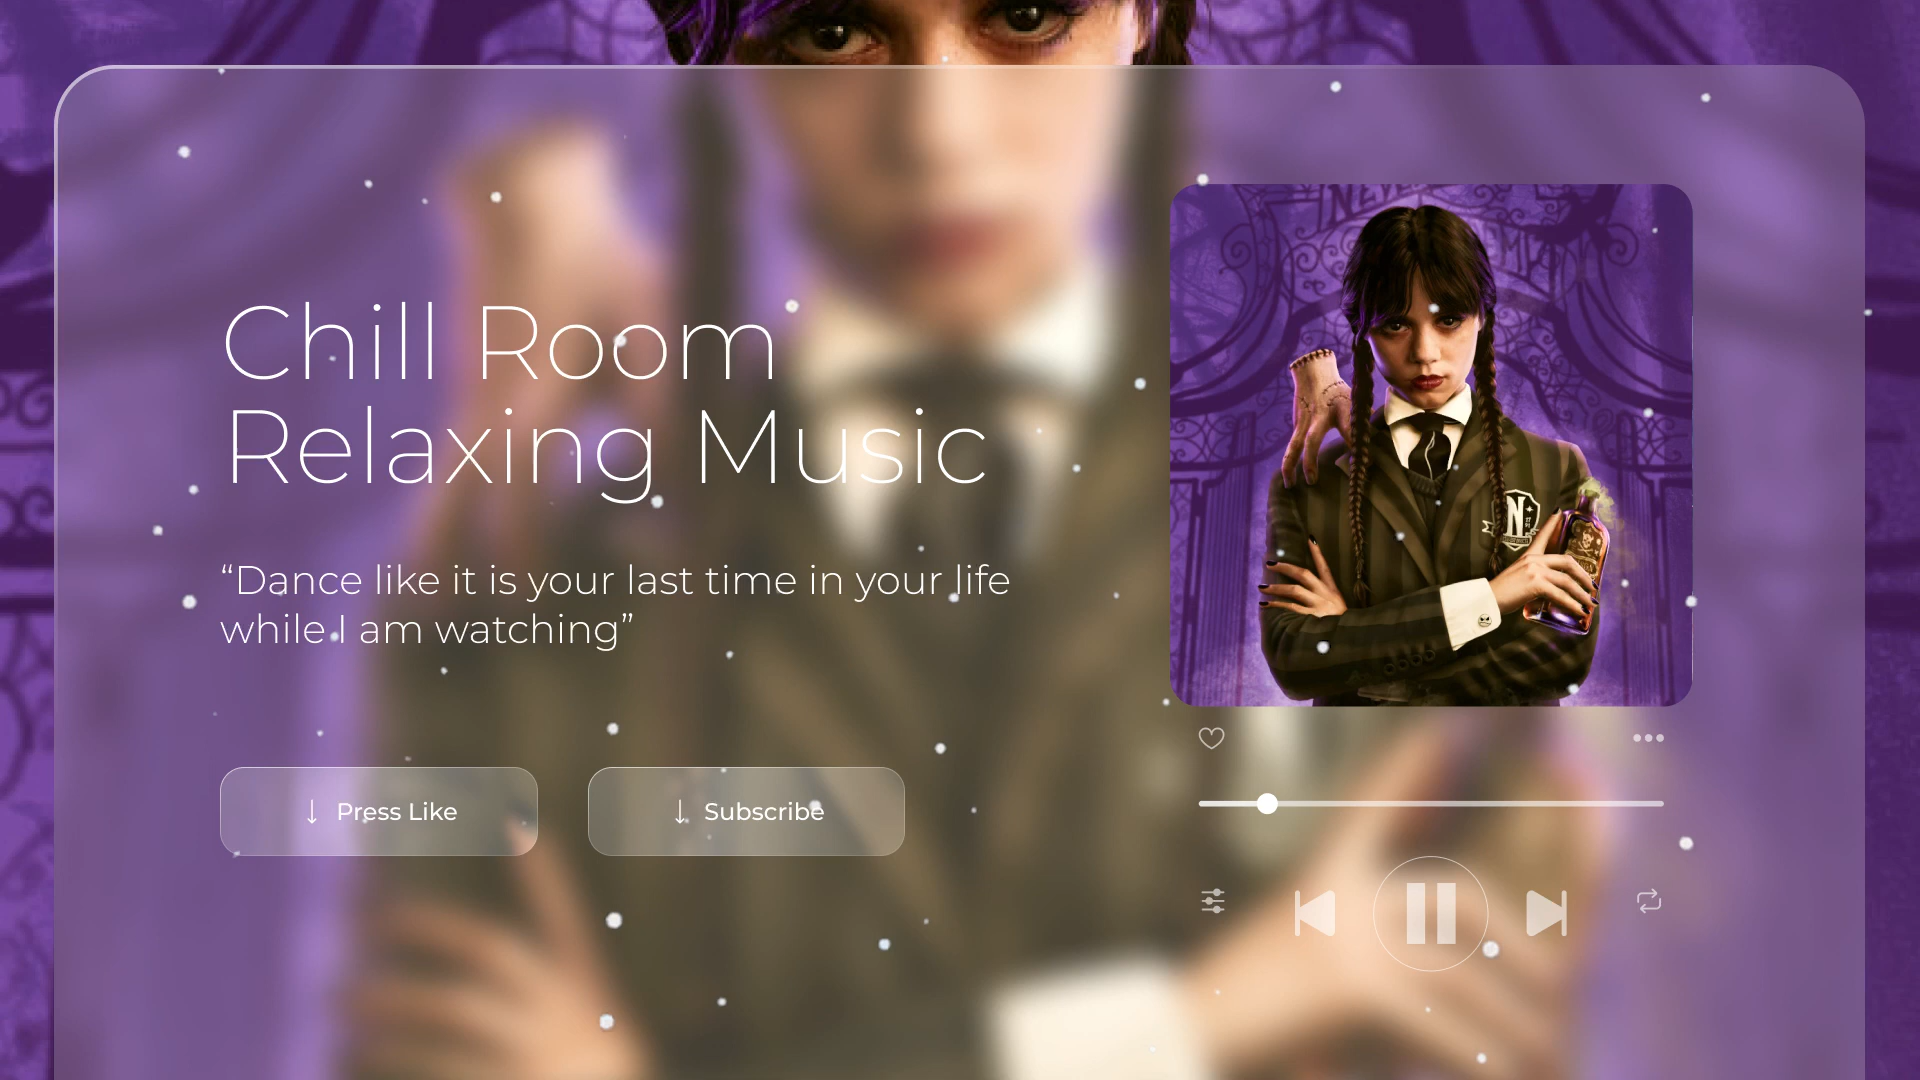 Chill Room
Relaxing Music
“Dance like it is your last time in your life
while I am watching”
↓ Press Like
↓ Subscribe
N